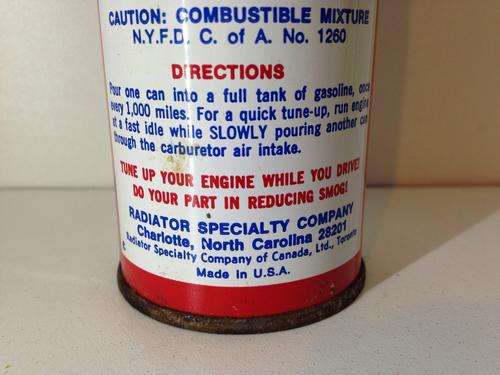 CAUTION: COMBUSTIBLE MIXTURE
N.Y.F.D. C. of A. No. 1260
DIRECTIONS
Pour one can into a full tank of gasoline, once
every 1,000 miles. For a quick tune-up, run engine
at a fast idle while SLOWLY pouring another can
through the carburetor air intake.
TUNE UP YOUR ENGINE WHILE YOU DRIVE!
DO YOUR PART IN REDUCING SMOG!
RADIATOR SPECIALTY COMPANY
Charlotte, North Carolina 28201
Radiator Specialty Company of Canada, Ltd., Toronto
Made in U.S.A.